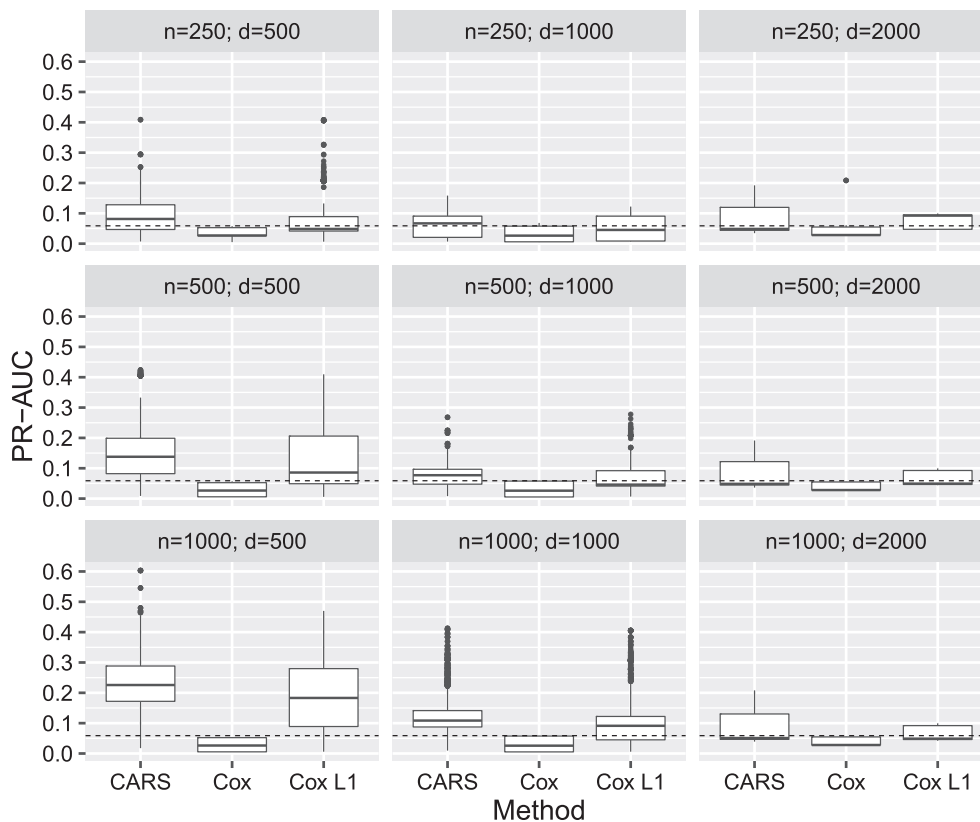 n=250; d=500
n=250; d=1000
n=250; d=2000
0.6
0.5
0.4
0.3
0.2
0.1
0.0
n=500; d=500
n=500; d=1000
n=500; d=2000
0.6
0.5
0.4
0.3
0.2
0.1
0.0
PR−AUC
n=1000; d=500
n=1000; d=1000
n=1000; d=2000
0.6
0.5
0.4
0.3
0.2
0.1
0.0
CARS Cox Cox L1 CARS Cox Cox L1 CARS Cox Cox L1
Method